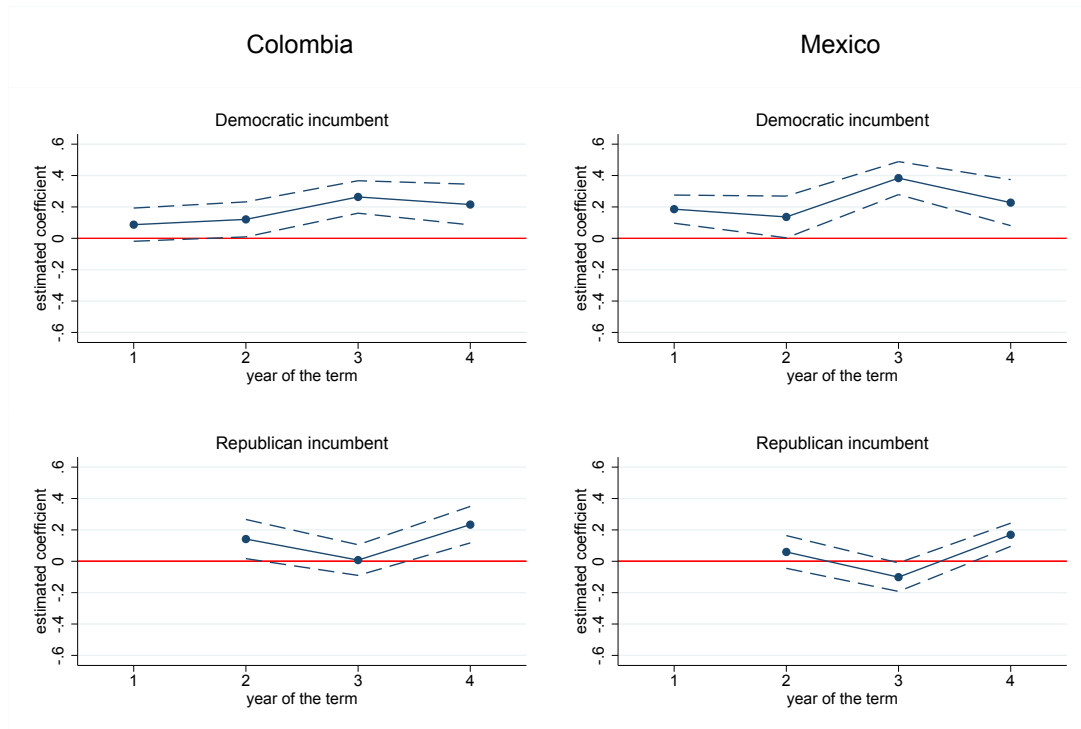 Colombia
Mexico
Democratic incumbent
estimated coefficient
.6
.4
.2
0
-.2
-.4
-.6
1 2 3 4
year of the term
Democratic incumbent
estimated coefficient
.6
.4
.2
0
-.2
-.4
-.6
1 2 3 4
year of the term
Republican incumbent
estimated coefficient
.6
.4
.2
0
-.2
-.4
-.6
1 2 3 4
year of the term
Republican incumbent
estimated coefficient
.6
.4
.2
0
-.2
-.4
-.6
1 2 3 4
year of the term